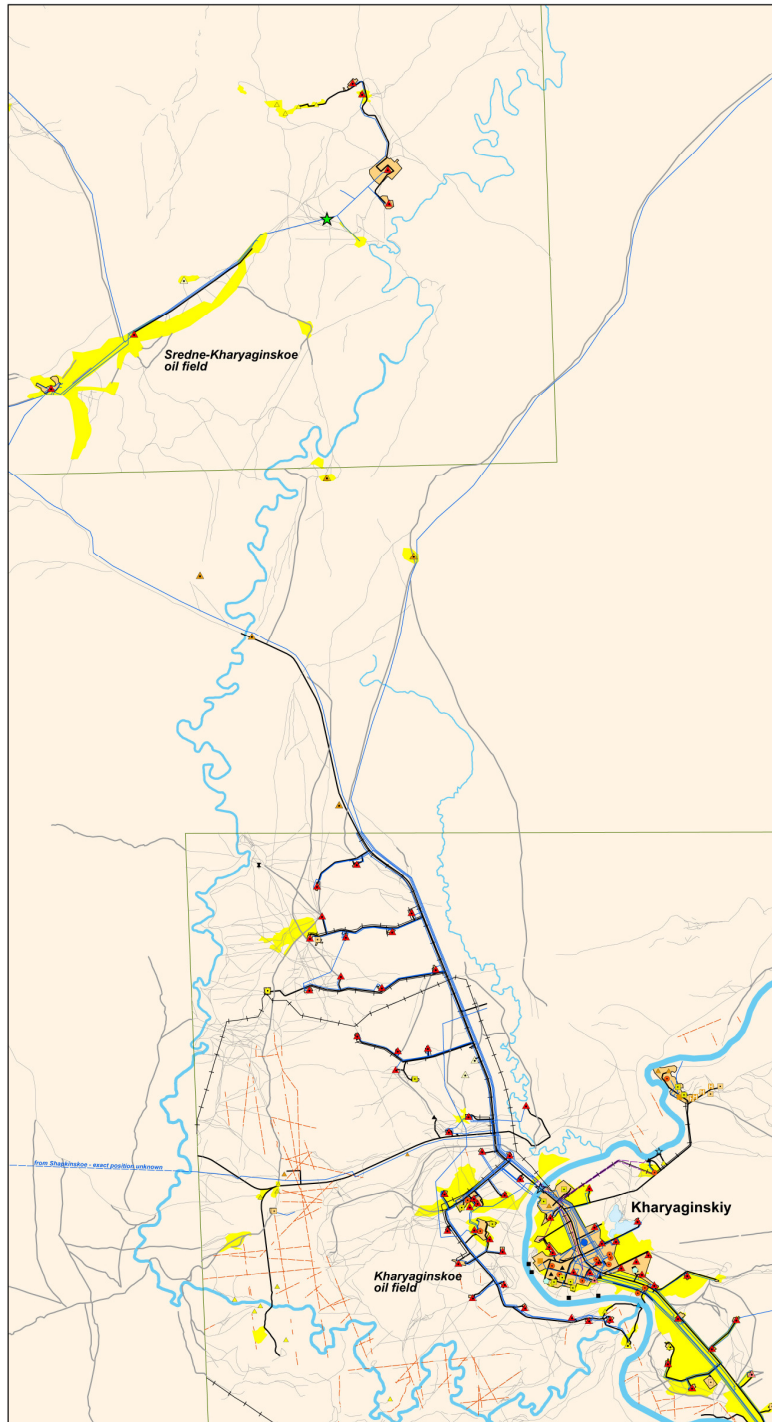 Sredne-Kharyaginskoe
oil field
from Shapkinskoe - exact position unknown
Kharyaginskiy
Kharyaginskoe
oil field